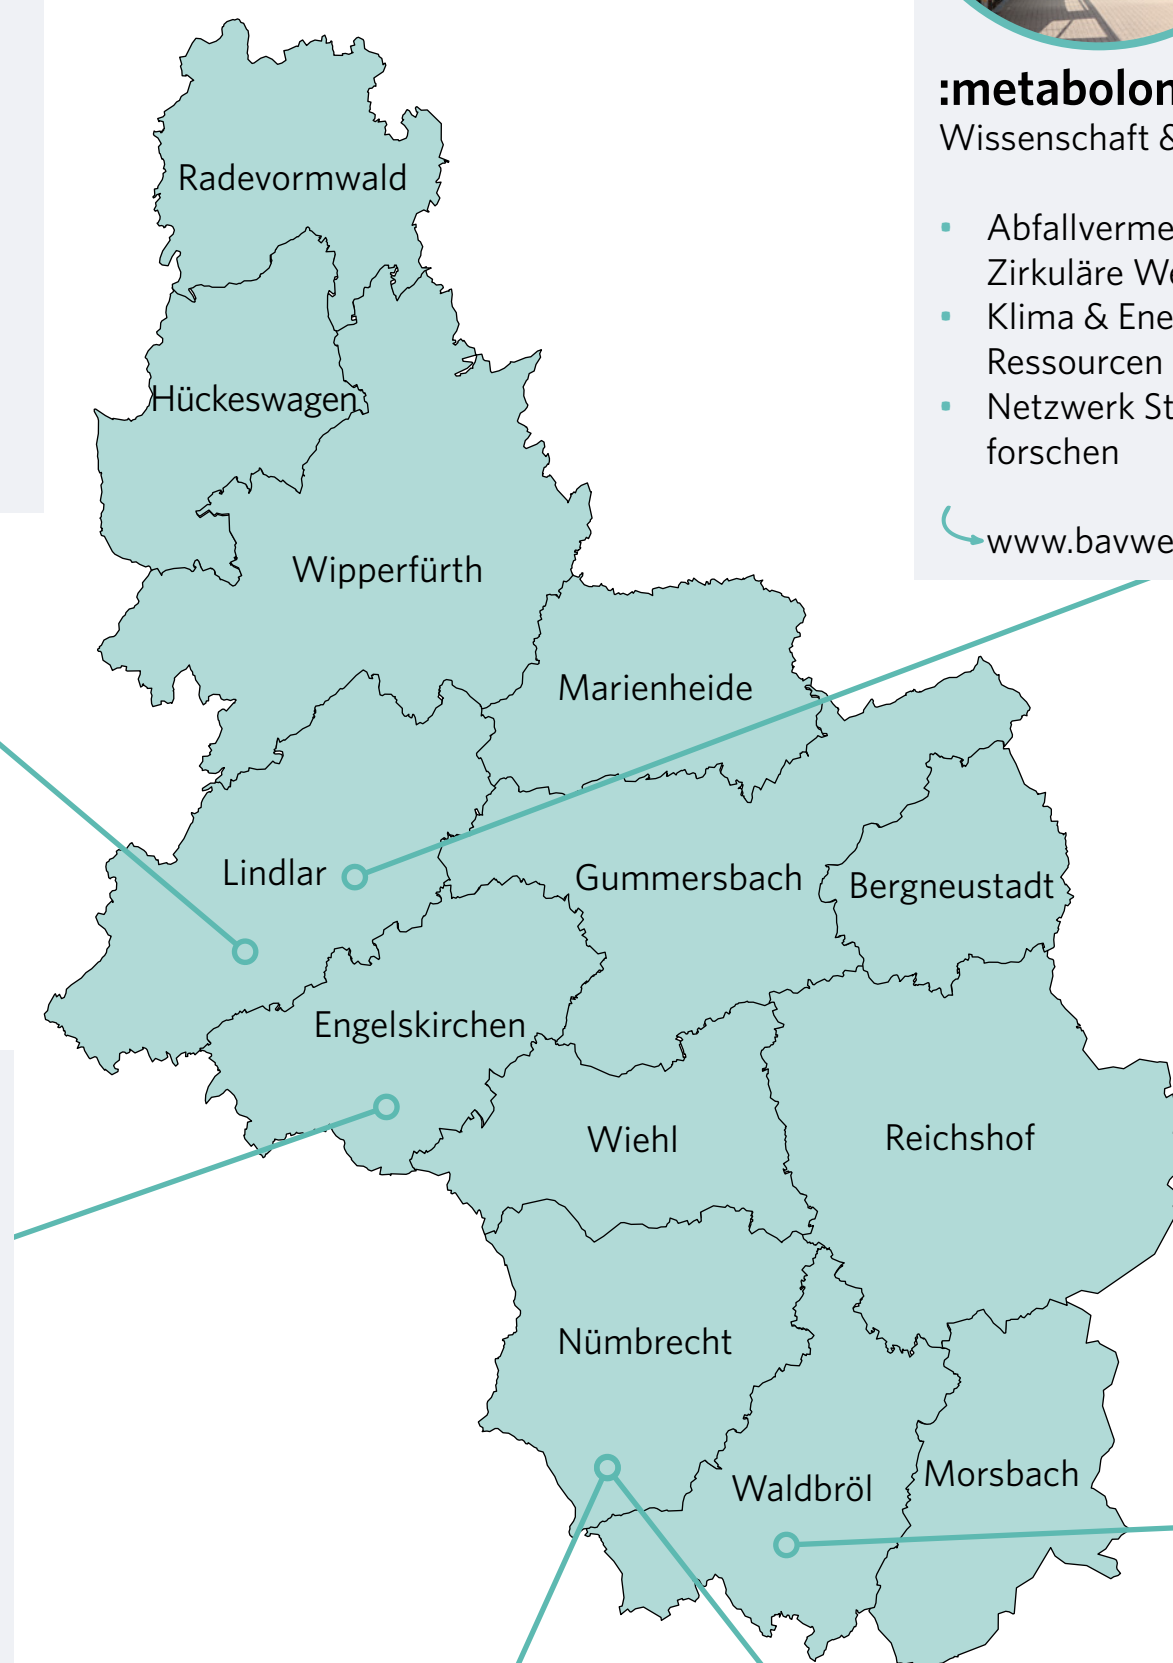 :metabolon
Wissenschaft &
Abfallverme
Zirkuläre We
Klima & Ene
Ressourcen
Netzwerk St
forschen
www.bavwe
Radevormwald
Hückeswagen
Wipperfürth
Marienheide
Lindlar
Gummersbach
Bergneustadt
Engelskirchen
Wiehl
Reichshof
Nümbrecht
Waldbröl
Morsbach